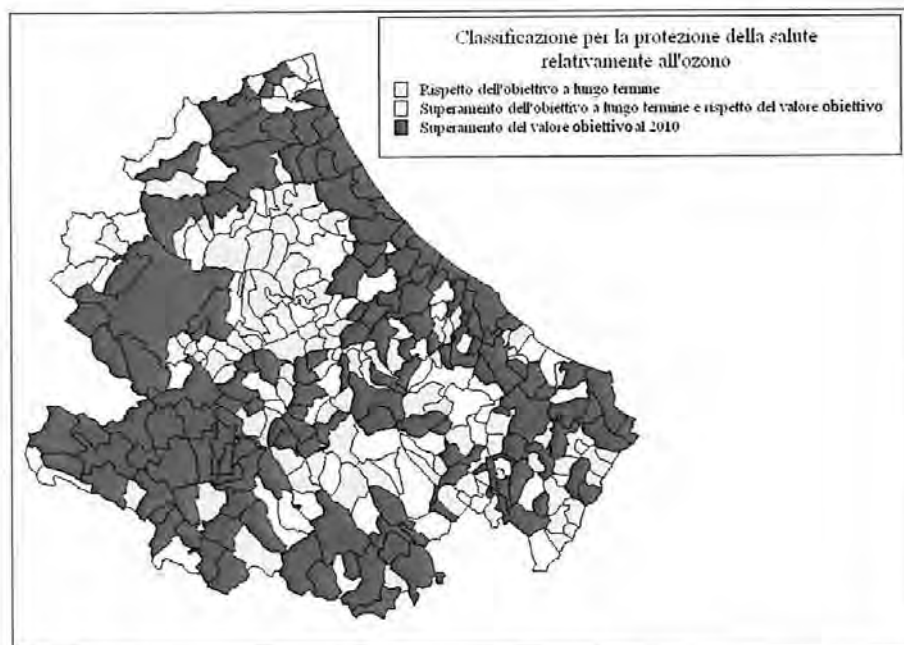 Classificazione per la protezione della salute
relativamente all'ozono
Rispetto dell'obiettivo a lungo termine
Superamento dell'obiettivo a lungo termine e rispetto del valore obiettivo
Superamento del valore obiettivo al 2010